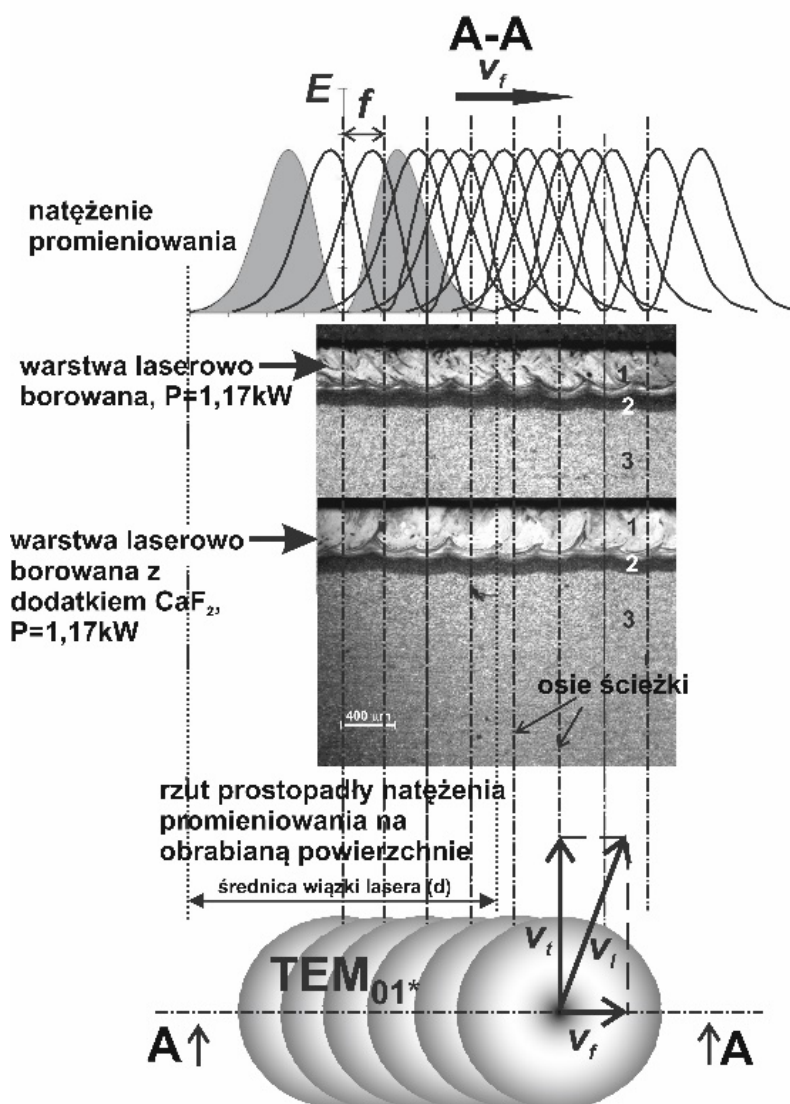 A-A
v_f
E f
natężenie
promieniowania
warstwa laserowo
borowana, P=1,17kW
1
2
3
warstwa laserowo
borowana z
dodatkiem CaF₂,
P=1,17kW
1
2
3
osie ścieżki
400 μm
rzut prostopadły natężenia
promieniowania na
obrabianą powierzchnie
średnica wiązki lasera (d)
v_t v_l
TEM₀₁*
v_f
A A